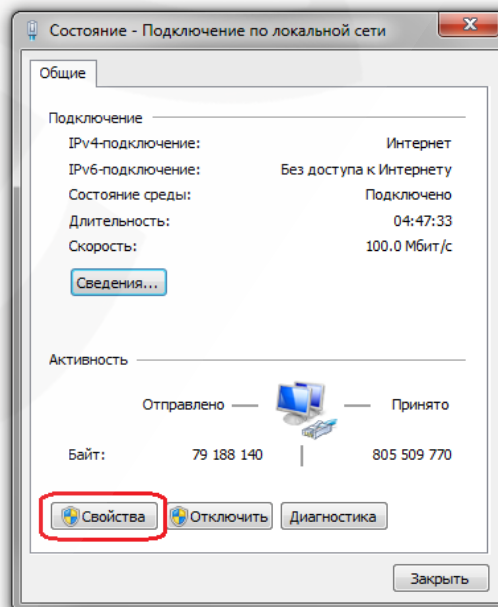 Состояние - Подключение по локальной сети
Общие
Подключение
IPv4-подключение: Интернет
IPv6-подключение: Без доступа к Интернету
Состояние среды: Подключено
Длительность: 04:47:33
Скорость: 100.0 Мбит/с
Сведения...
Активность
Отправлено — Принято
Байт: 79 188 140 | 805 509 770
Свойства Отключить Диагностика
Закрыть